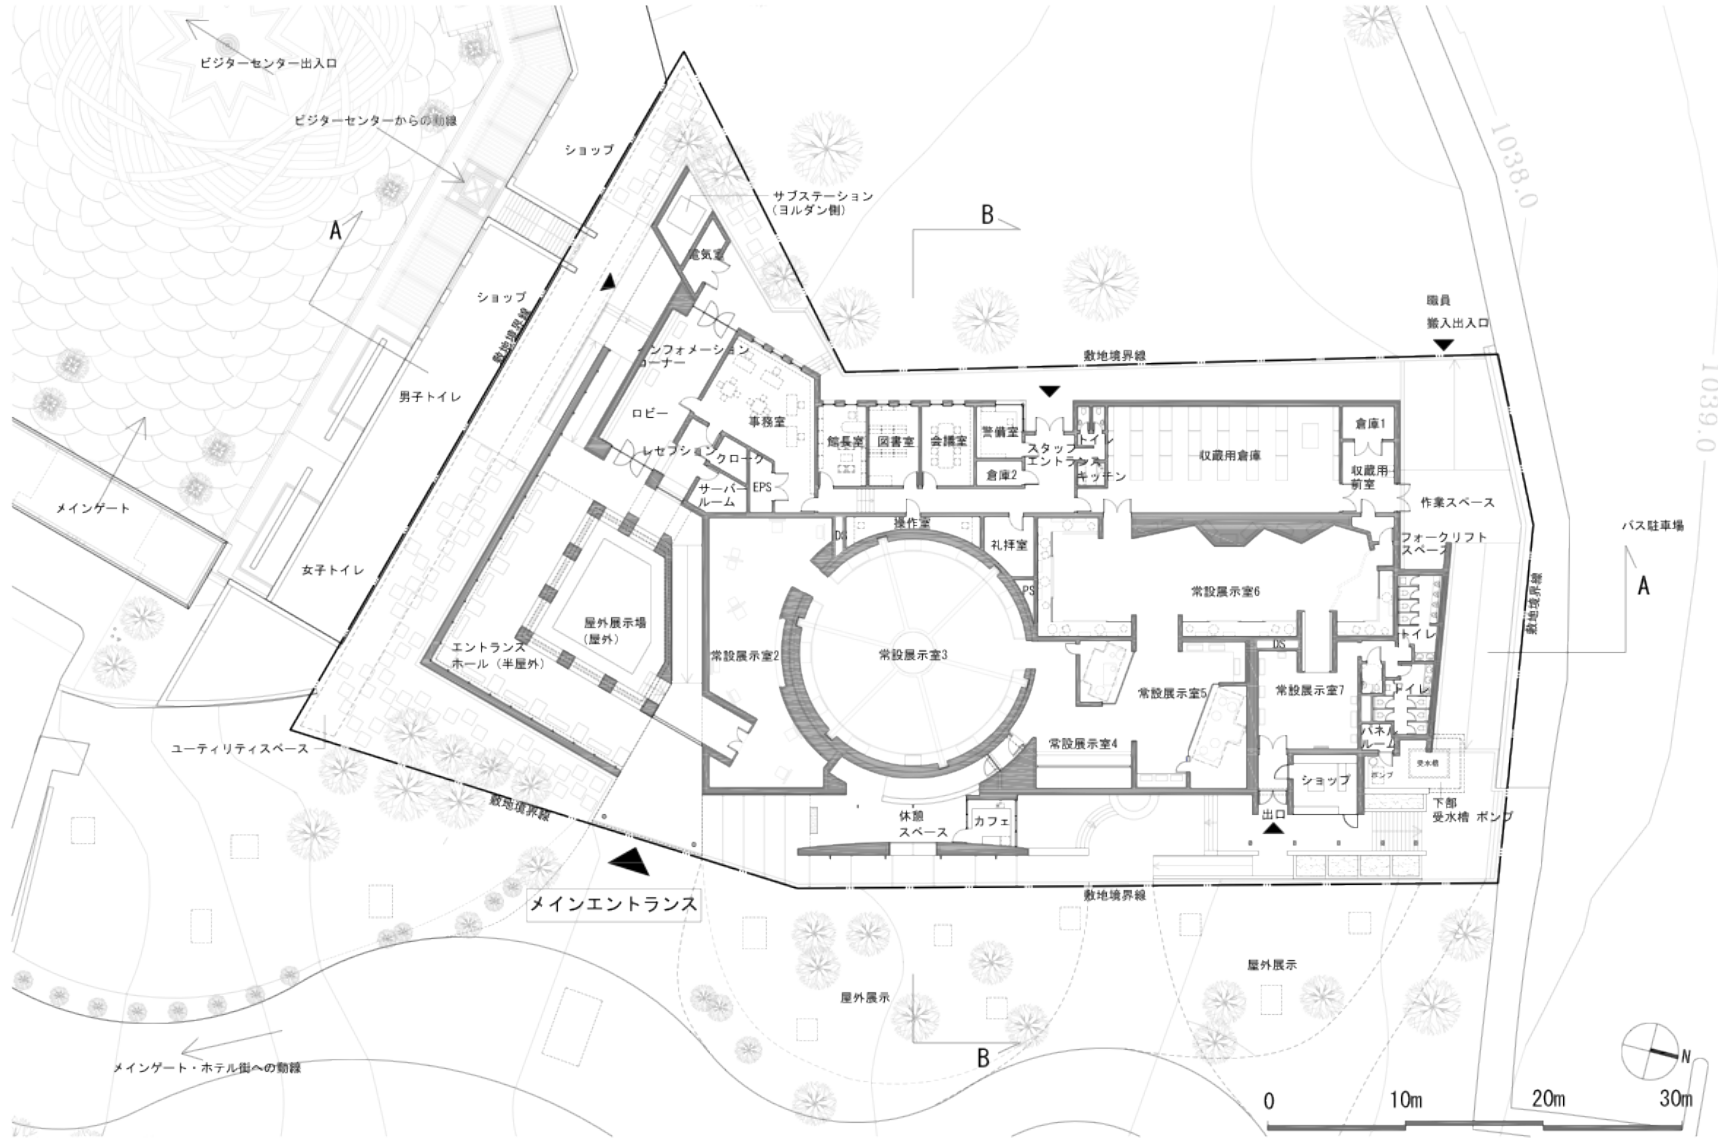 ビジターセンター出入口
ビジターセンターからの動線
ショップ
サブステーション
(ヨルダン側)
A
B
電気室
ショップ
敷地境界線
1038.0
職員
搬入出入口
敷地境界線
インフォメーション
コーナー
1039.0
男子トイレ
ロビー
事務室
館長室
図書室
会議室
警備室
スタッフ
エントランス
トイレ
キッチン
収蔵用倉庫
倉庫1
収蔵用
前室
レセプション
クローク
サーバー
ルーム
EPS
倉庫2
作業スペース
メインゲート
女子トイレ
DS
操作室
礼拝室
PS
フォークリフト
スペース
バス駐車場
A
敷地境界線
屋外展示場
(屋外)
エントランス
ホール(半屋外)
常設展示室2
常設展示室3
常設展示室6
トイレ
DS
常設展示室5
常設展示室7
トイレ
常設展示室4
パネル
ルーム
ユーティリティスペース
ショップ
ポンプ
受水槽
敷地境界線
休憩
スペース
カフェ
出口
下部
受水槽 ポンプ
メインエントランス
敷地境界線
屋外展示
屋外展示
B
メインゲート・ホテル街への動線
N
0
10m
20m
30m